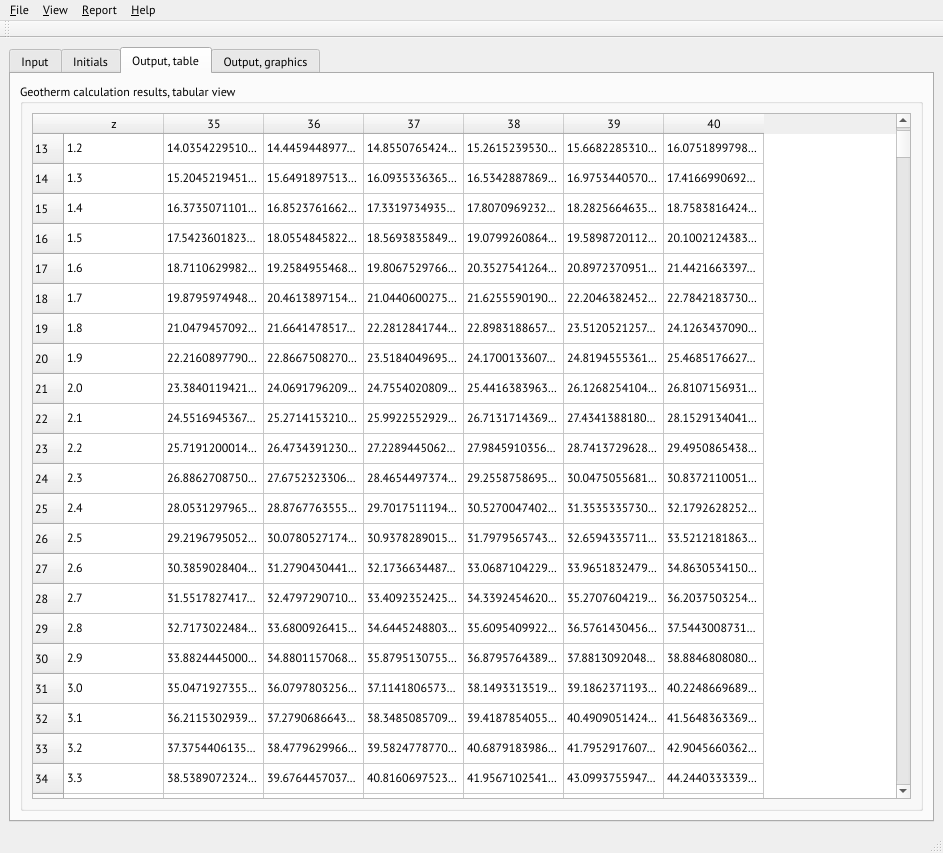 File View Report Help
Input Initials Output, table Output, graphics
Geotherm calculation results, tabular view
z 35 36 37 38 39 40
13 1.2 14.0354229510... 14.4459448977... 14.8550765424... 15.2615239530... 15.6682285310... 16.0751899798...
14 1.3 15.2045219451... 15.6491897513... 16.0935336365... 16.5342887869... 16.9753440570... 17.4166990692...
15 1.4 16.3735071101... 16.8523761662... 17.3319734935... 17.8070969232... 18.2825664635... 18.7583816424...
16 1.5 17.5423601823... 18.0554845822... 18.5693835849... 19.0799260864... 19.5898720112... 20.1002124383...
17 1.6 18.7110629982... 19.2584955468... 19.8067529766... 20.3527541264... 20.8972370951... 21.4421663397...
18 1.7 19.8795974948... 20.4613897154... 21.0440600275... 21.6255590190... 22.2046382452... 22.7842183730...
19 1.8 21.0479457092... 21.6641478517... 22.2812841744... 22.8983188657... 23.5120521257... 24.1263437090...
20 1.9 22.2160897790... 22.8667508270... 23.5184049695... 24.1700133607... 24.8194555361... 25.4685176627...
21 2.0 23.3840119421... 24.0691796209... 24.7554020809... 25.4416383963... 26.1268254104... 26.8107156931...
22 2.1 24.5516945367... 25.2714153210... 25.9922552929... 26.7131714369... 27.4341388180... 28.1529134041...
23 2.2 25.7191200014... 26.4734391230... 27.2289445062... 27.9845910356... 28.7413729628... 29.4950865438...
24 2.3 26.8862708750... 27.6752323306... 28.4654497374... 29.2558758695... 30.0475055681... 30.8372110051...
25 2.4 28.0531297965... 28.8767763555... 29.7017511194... 30.5270047402... 31.3535335730... 32.1792628252...
26 2.5 29.2196795052... 30.0780527174... 30.9378289015... 31.7979565743... 32.6594335711... 33.5212181863...
27 2.6 30.3859028404... 31.2790430441... 32.1736634487... 33.0687104229... 33.9651832479... 34.8630534150...
28 2.7 31.5517827417... 32.4797290710... 33.4092352425... 34.3392454620... 35.2707604219... 36.2037503254...
29 2.8 32.7173022484... 33.6800926415... 34.6445248803... 35.6095409922... 36.5761430456... 37.5443008731...
30 2.9 33.8824445000... 34.8801157068... 35.8795130755... 36.8795764389... 37.8813092048... 38.8846808080...
31 3.0 35.0471927355... 36.0797803256... 37.1141806573... 38.1493313519... 39.1862371193... 40.2248669689...
32 3.1 36.2115302939... 37.2790686643... 38.3485085709... 39.4187854055... 40.4909051424... 41.5648363369...
33 3.2 37.3754406135... 38.4779629966... 39.5824778770... 40.6879183986... 41.7952917607... 42.9045660362...
34 3.3 38.5389072324... 39.6764457037... 40.8160697523... 41.9567102541... 43.0993755947... 44.2440333339...